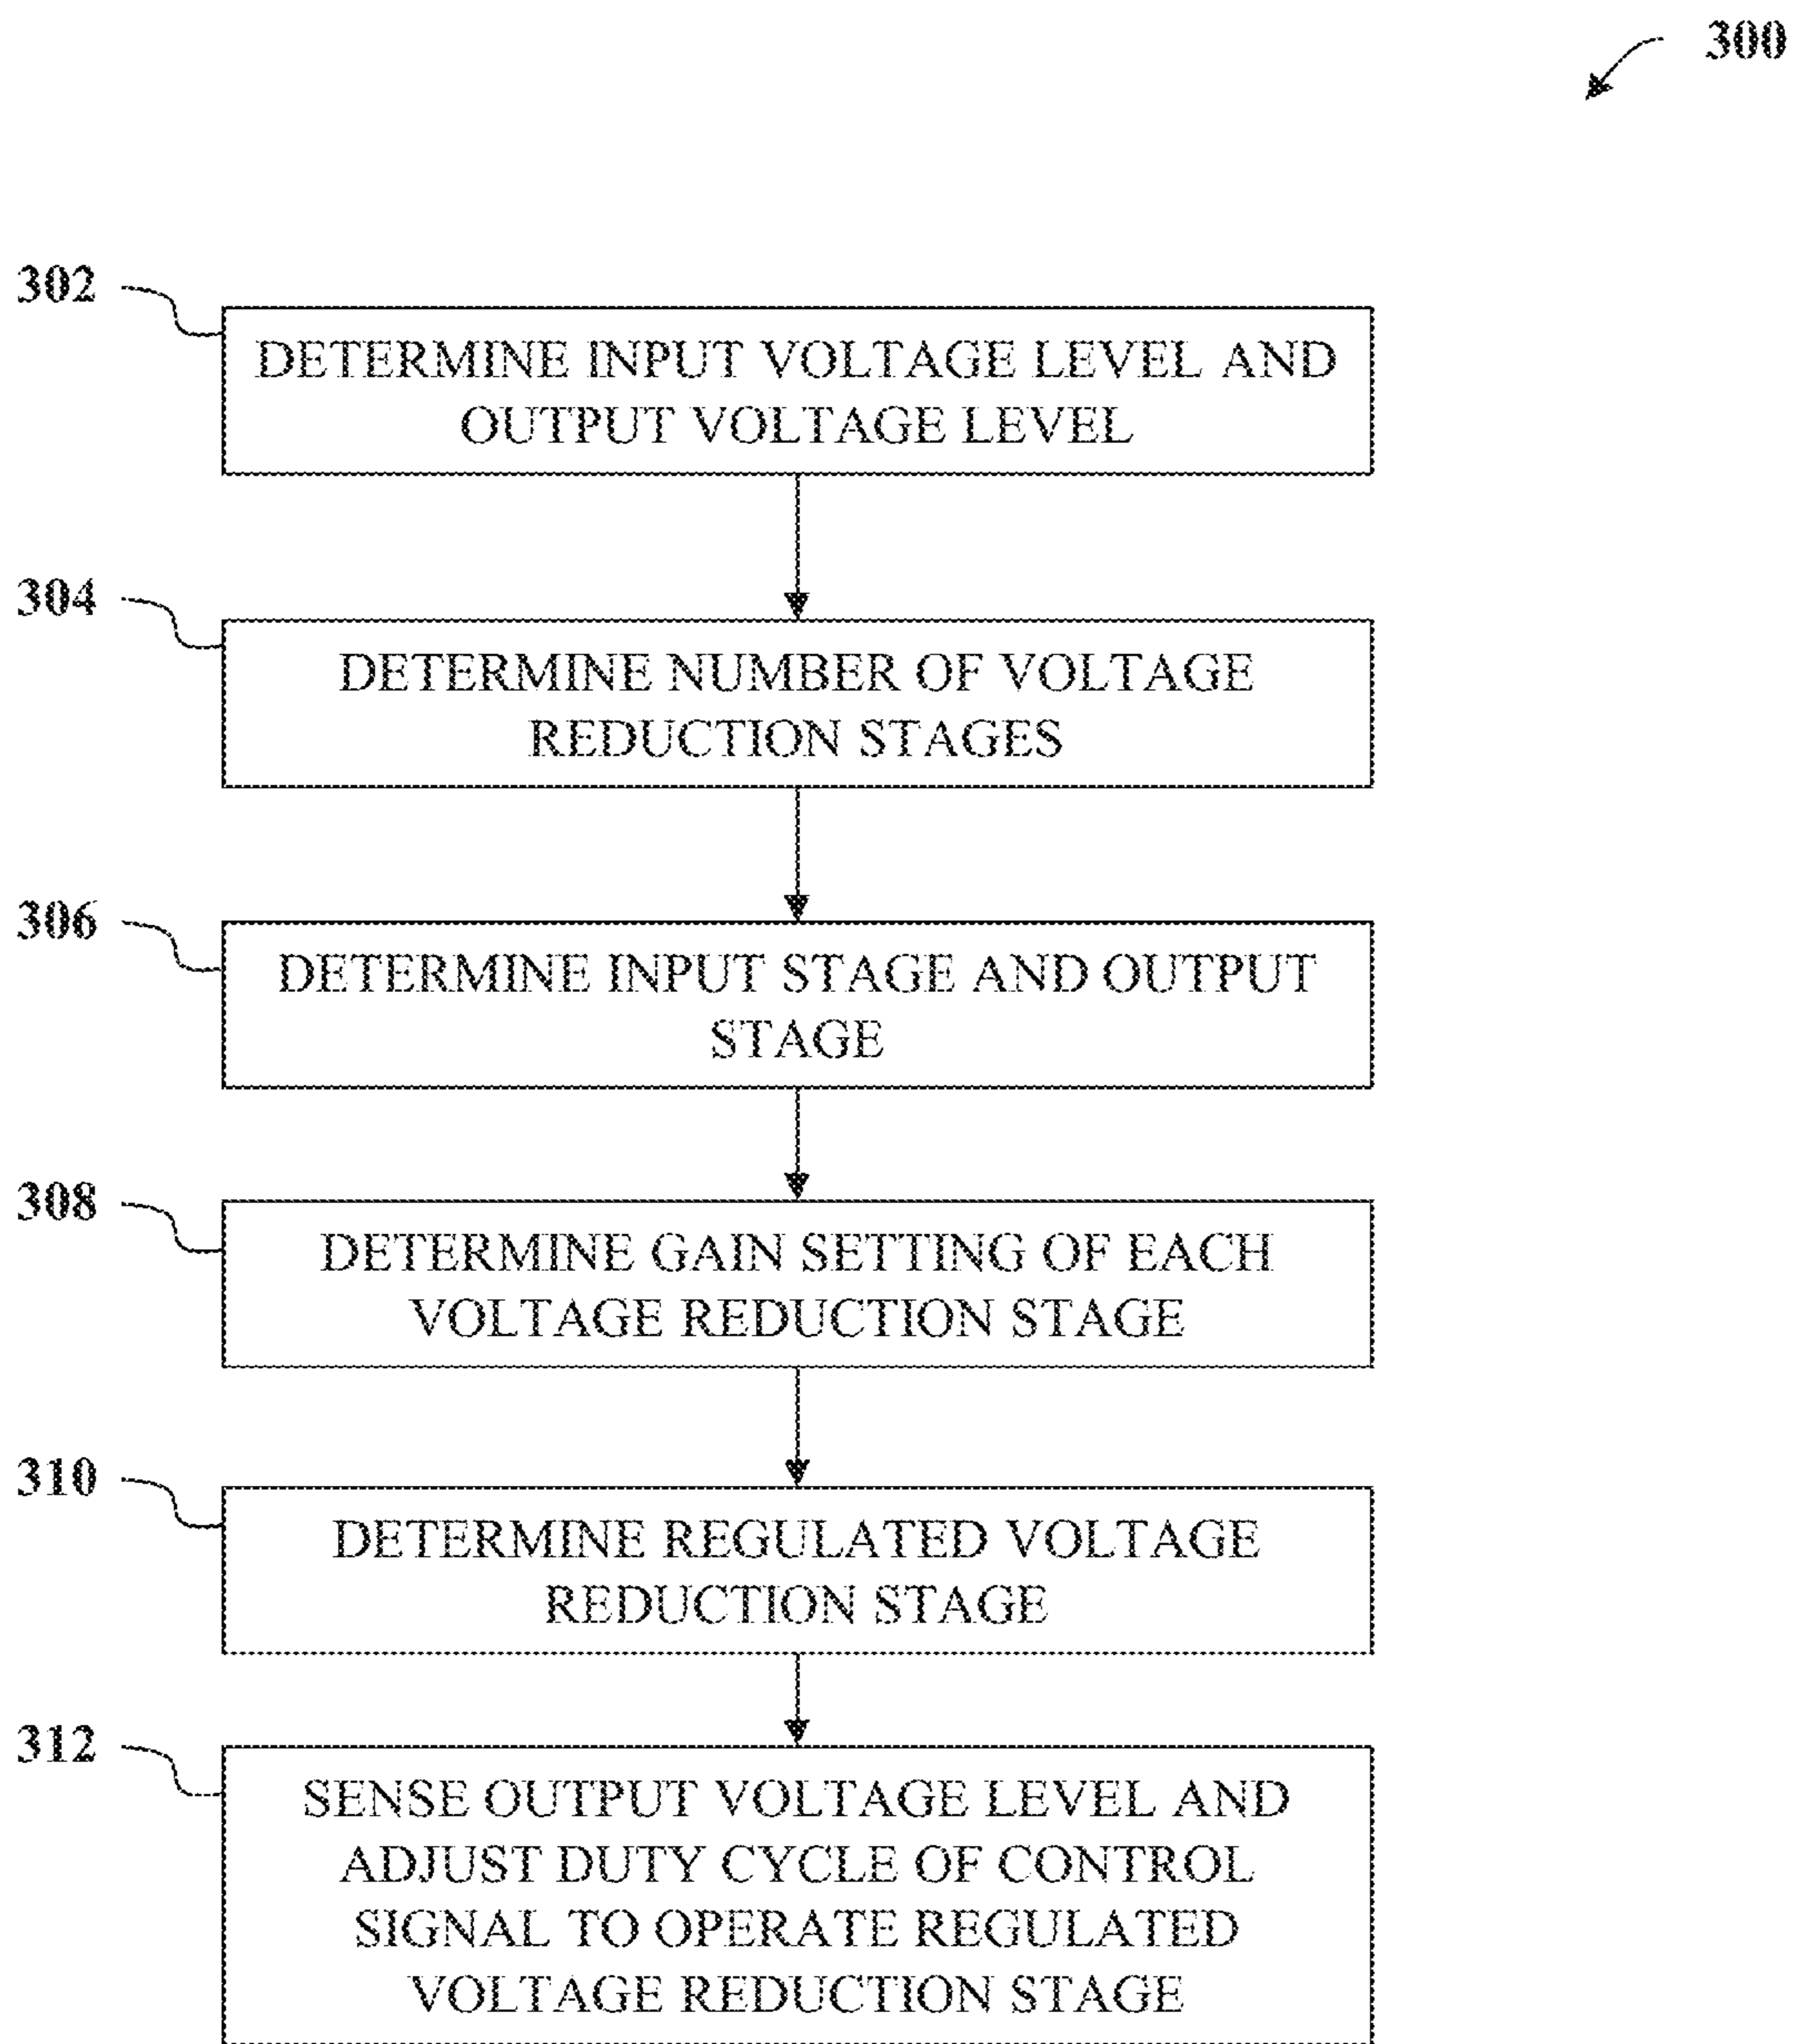 300
302
DETERMINE INPUT VOLTAGE LEVEL AND
OUTPUT VOLTAGE LEVEL
304
DETERMINE NUMBER OF VOLTAGE
REDUCTION STAGES
306
DETERMINE INPUT STAGE AND OUTPUT
STAGE
308
DETERMINE GAIN SETTING OF EACH
VOLTAGE REDUCTION STAGE
310
DETERMINE REGULATED VOLTAGE
REDUCTION STAGE
312
SENSE OUTPUT VOLTAGE LEVEL AND
ADJUST DUTY CYCLE OF CONTROL
SIGNAL TO OPERATE REGULATED
VOLTAGE REDUCTION STAGE